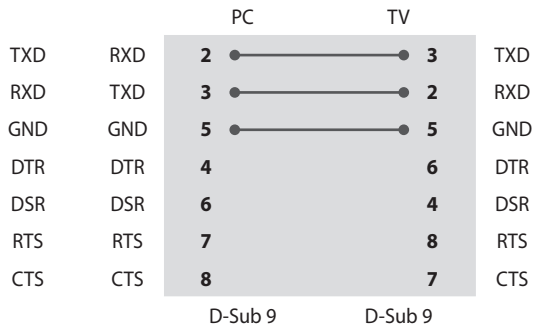 PC TV
TXD RXD 2 3 TXD
RXD TXD 3 2 RXD
GND GND 5 5 GND
DTR DTR 4 6 DTR
DSR DSR 6 4 DSR
RTS RTS 7 8 RTS
CTS CTS 8 7 CTS
D-Sub 9 D-Sub 9